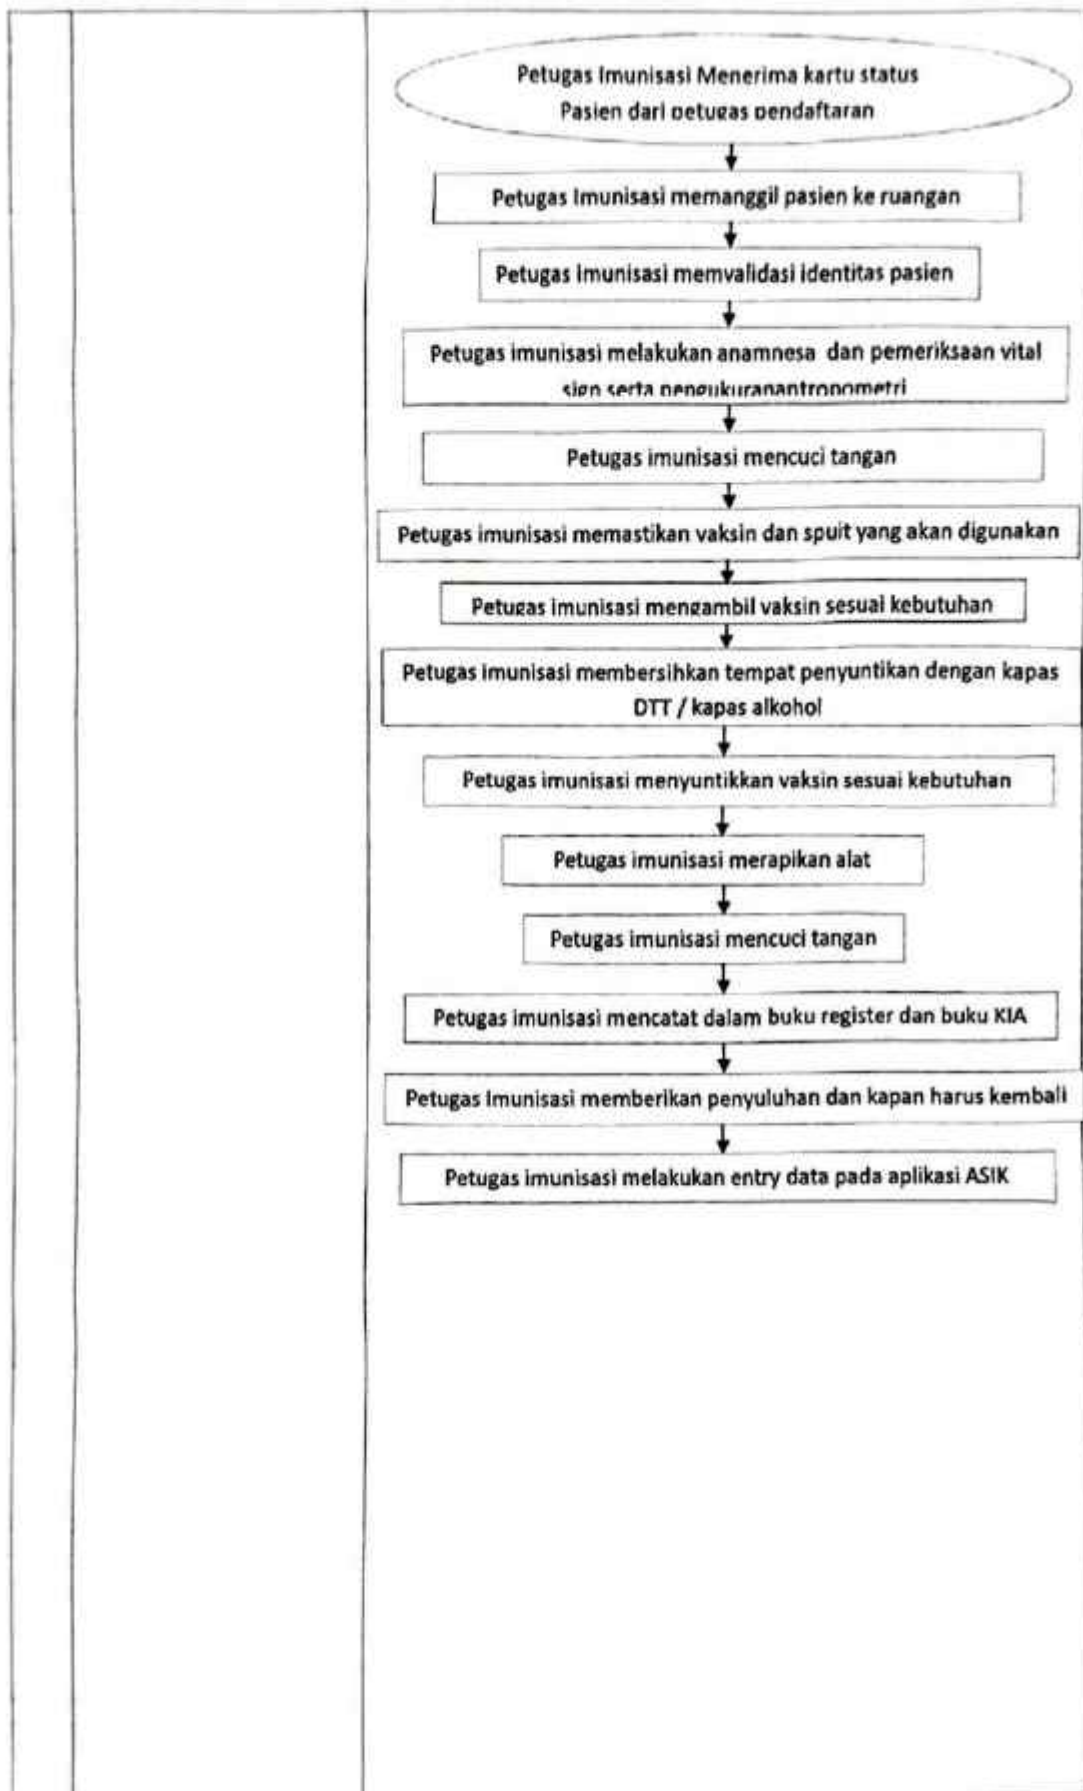 Petugas Imunisasi Menerima kartu status
Pasien dari petugas pendaftaran
Petugas Imunisasi memanggil pasien ke ruangan
Petugas imunisasi memvalidasi identitas pasien
Petugas imunisasi melakukan anamnesa dan pemeriksaan vital
sign serta pengukuranantropometri
Petugas imunisasi mencuci tangan
Petugas imunisasi memastikan vaksin dan spuit yang akan digunakan
Petugas imunisasi mengambil vaksin sesuai kebutuhan
Petugas imunisasi membersihkan tempat penyuntikan dengan kapas
DTT / kapas alkohol
Petugas imunisasi menyuntikkan vaksin sesuai kebutuhan
Petugas imunisasi merapikan alat
Petugas imunisasi mencuci tangan
Petugas imunisasi mencatat dalam buku register dan buku KIA
Petugas Imunisasi memberikan penyuluhan dan kapan harus kembali
Petugas imunisasi melakukan entry data pada aplikasi ASIK